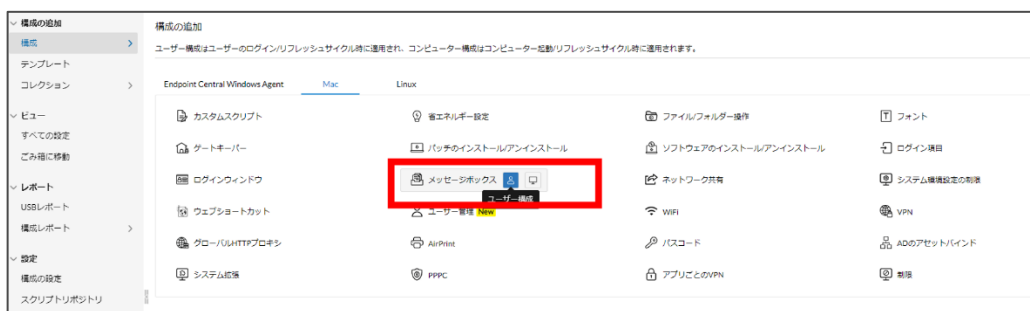 構成の追加
構成
テンプレート
コレクション
ビュー
すべての設定
ごみ箱に移動
レポート
USBレポート
構成レポート
設定
構成の設定
スクリプトリポジトリ
構成の追加
ユーザー構成はユーザーのログイン/リフレッシュサイクル時に適用され、コンピューター構成はコンピューター起動/リフレッシュサイクル時に適用されます。
Endpoint Central Windows Agent Mac Linux
カスタムスクリプト 省エネルギー設定 ファイル/フォルダー操作 フォント
ゲートキーパー パッチのインストール/アンインストール ソフトウェアのインストール/アンインストール ログイン項目
ログインウィンドウ メッセージボックス ネットワーク共有 システム環境設定の制限
ユーザー構成
ウェブショートカット ユーザー管理 New WiFi VPN
グローバルHTTPプロキシ AirPrint パスコード ADのアセットバインド
システム拡張 PPPC アプリごとのVPN 制限